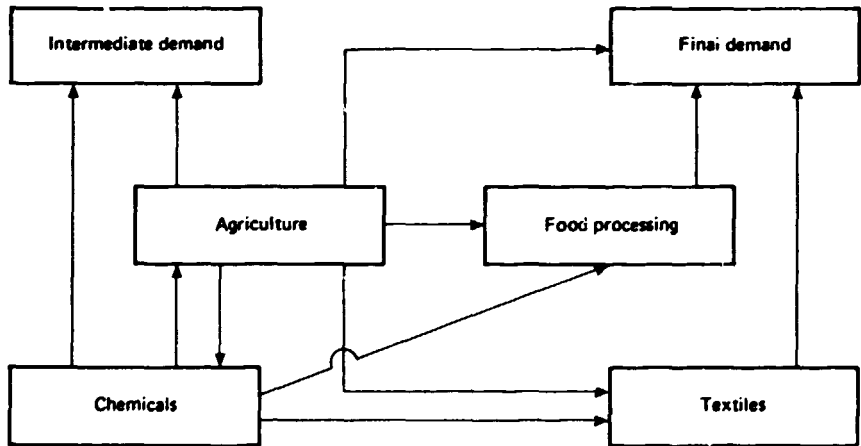 Intermediate demand
Final demand
Agriculture
Food processing
Chemicals
Textiles